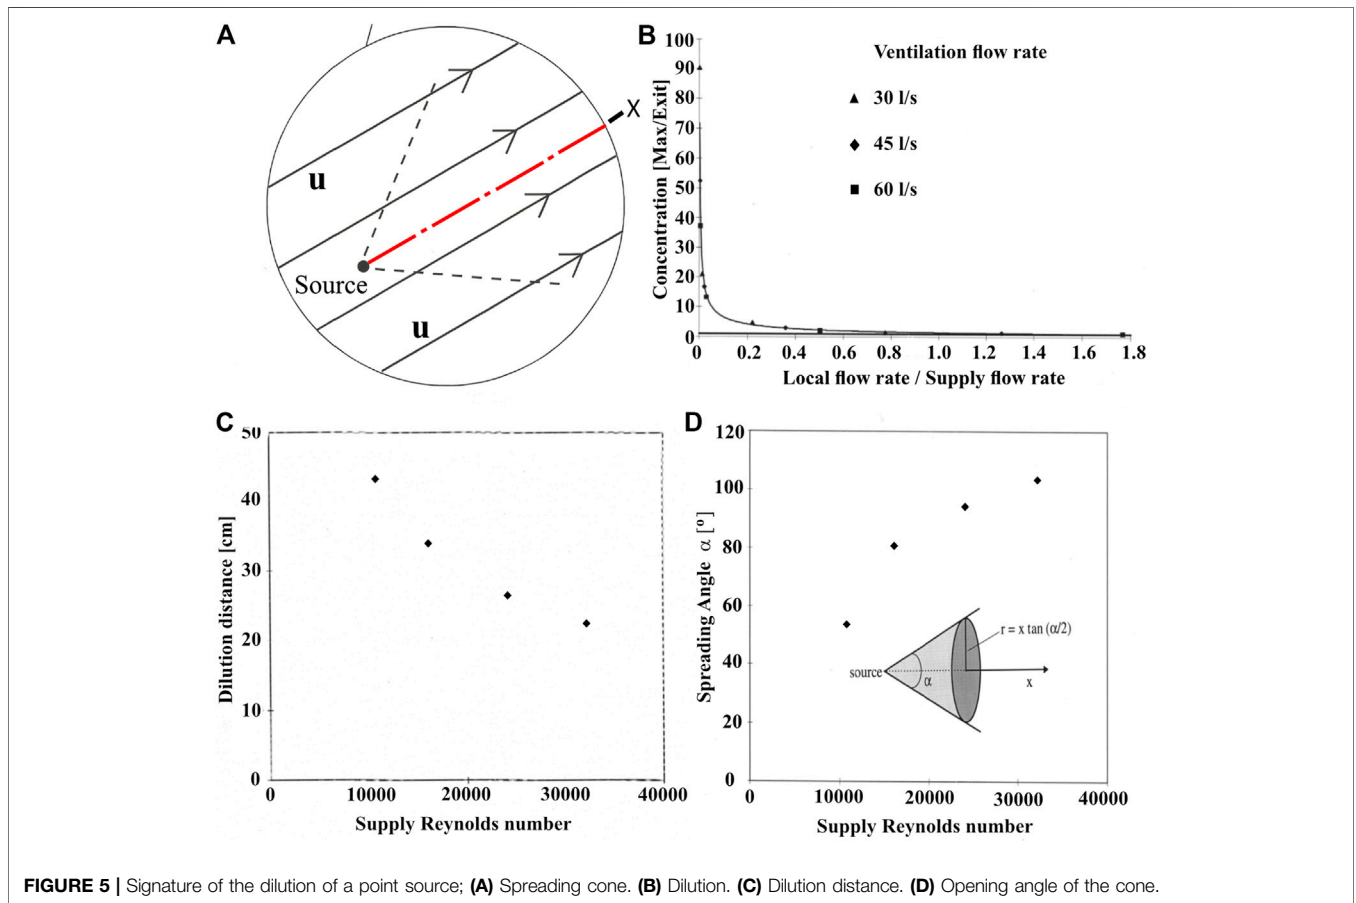 A
X
u
Source
u
B
Concentration [Max/Exit]
100
90
80
70
60
50
40
30
20
10
0
0
0.2
0.4
0.6
0.8
1.0
1.2
1.4
1.6
1.8
Local flow rate / Supply flow rate
Ventilation flow rate
30 l/s
45 l/s
60 l/s
C
Dilution distance [cm]
50
40
30
20
10
0
0
10000
20000
30000
40000
Supply Reynolds number
D
Spreading Angle α [º]
120
100
80
60
40
20
0
0
10000
20000
30000
40000
Supply Reynolds number
r = x tan (α/2)
source
α
x
FIGURE 5 | Signature of the dilution of a point source; (A) Spreading cone. (B) Dilution. (C) Dilution distance. (D) Opening angle of the cone.